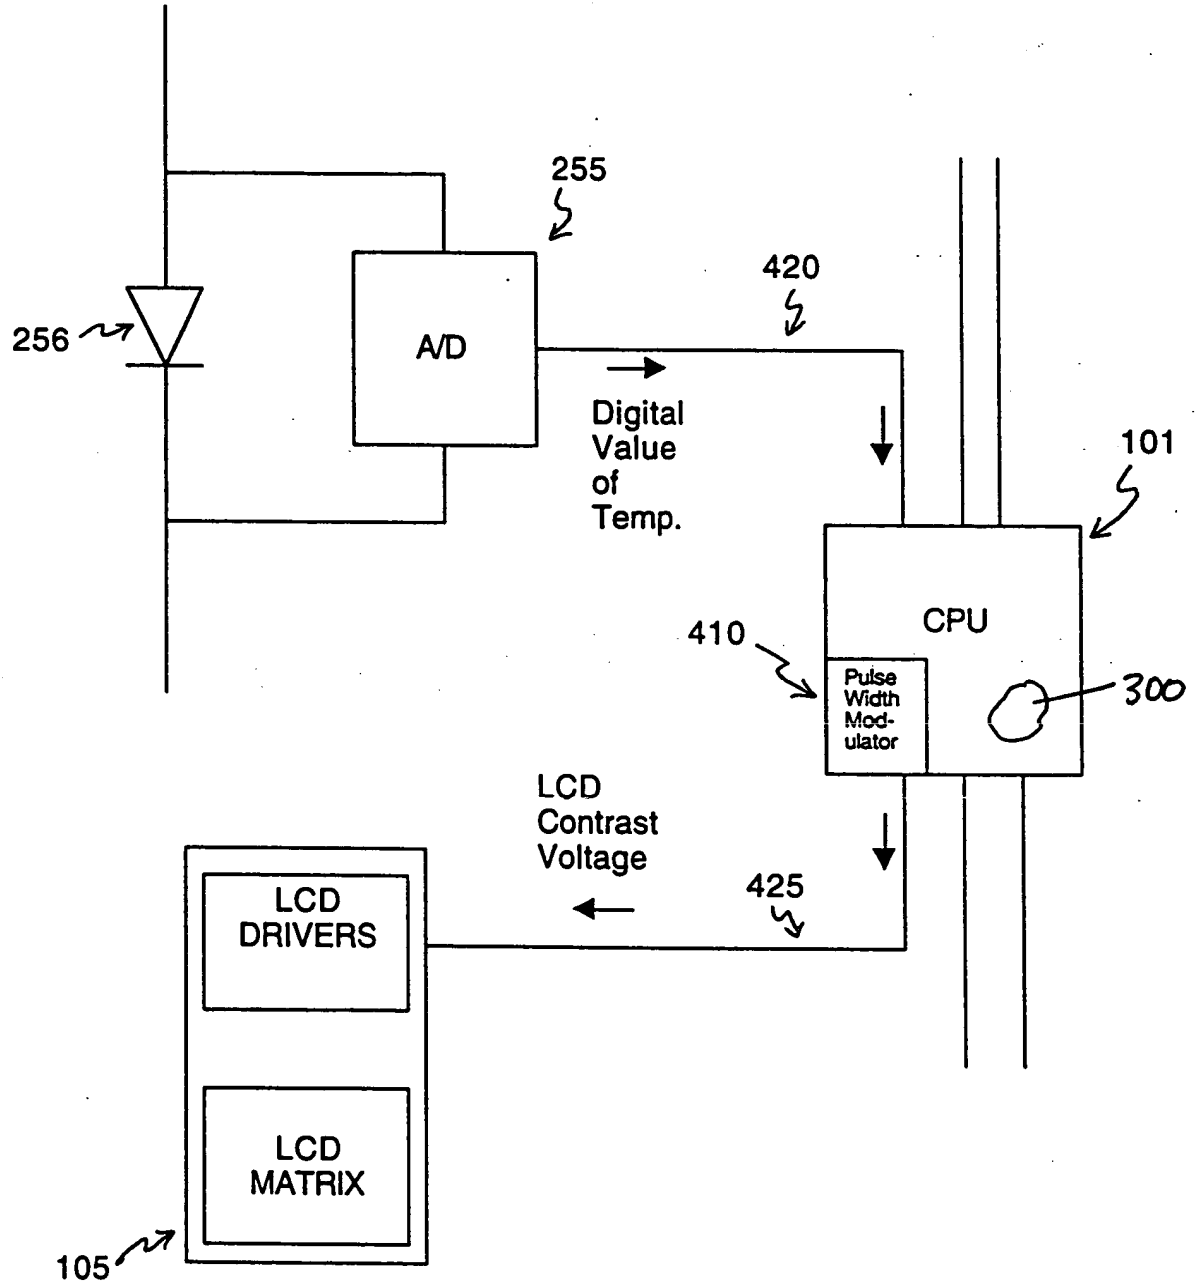 255
420
256
A/D
Digital
Value
of
Temp.
101
CPU
410
Pulse
Width
Mod-
ulator
300
LCD
Contrast
Voltage
425
LCD
DRIVERS
LCD
MATRIX
105